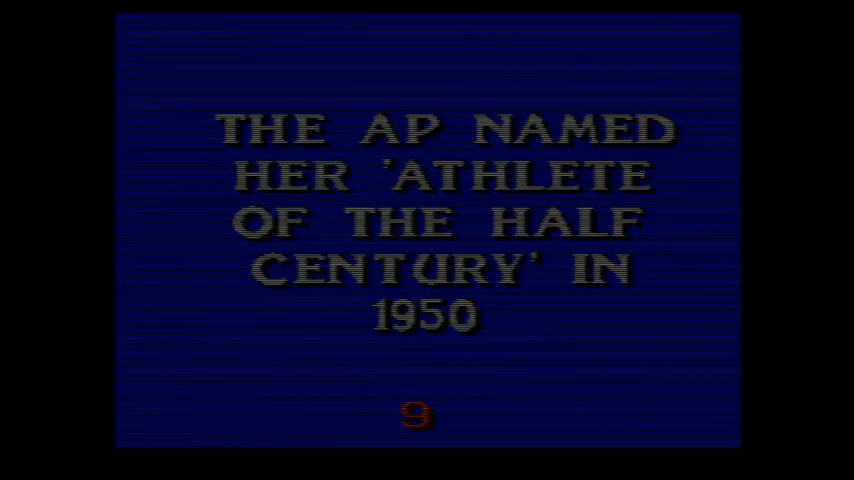 THE AP NAMED
HER 'ATHLETE
OF THE HALF
CENTURY' IN
1950
9